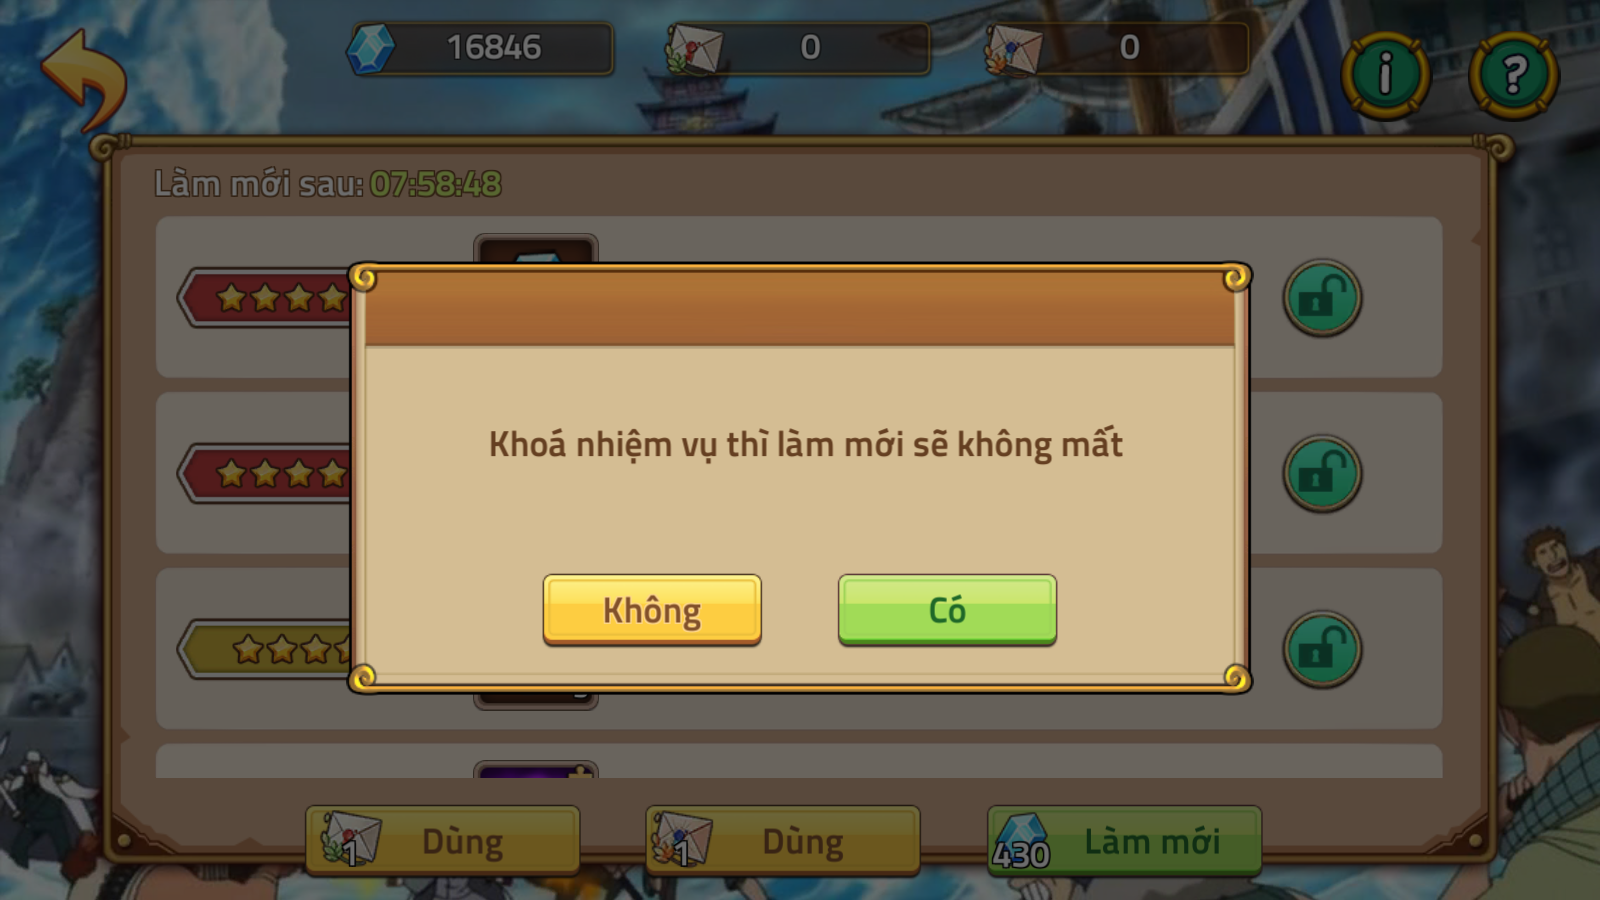 16846
0
0
i
?
Làm mới sau: 07:58:48
Khoá nhiệm vụ thì làm mới sẽ không mất
Không
Có
1
Dùng
1
Dùng
430
Làm mới